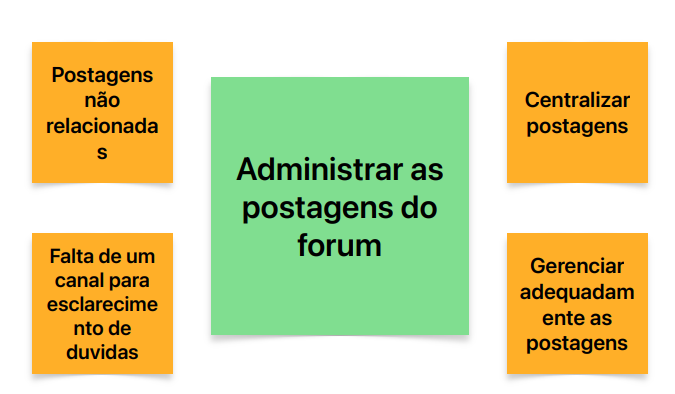 Postagens
não
relacionada
s
Falta de um
canal para
esclarecime
nto de
duvidas
Administrar as
postagens do
forum
Centralizar
postagens
Gerenciar
adequadam
ente as
postagens